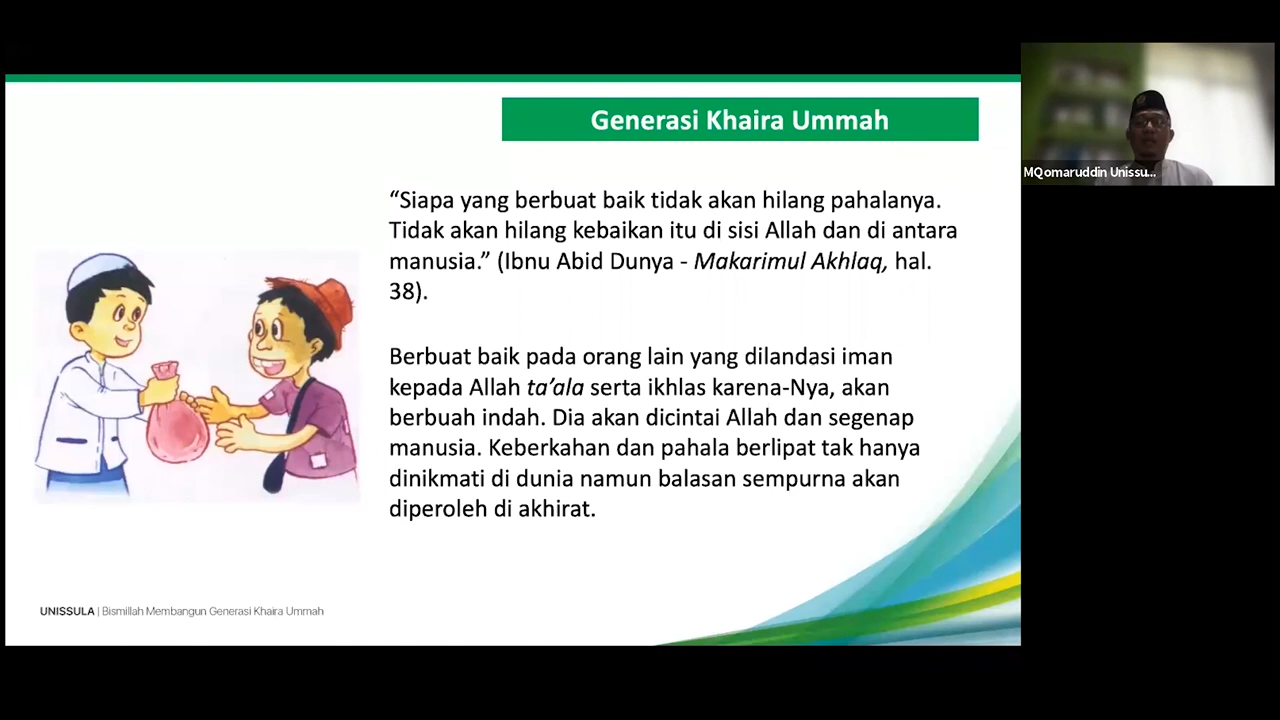 Generasi Khaira Ummah
“Siapa yang berbuat baik tidak akan hilang pahalanya.
Tidak akan hilang kebaikan itu di sisi Allah dan di antara
manusia.” (Ibnu Abid Dunya - Makarimul Akhlaq, hal.
38).
Berbuat baik pada orang lain yang dilandasi iman
kepada Allah ta’ala serta ikhlas karena-Nya, akan
berbuah indah. Dia akan dicintai Allah dan segenap
manusia. Keberkahan dan pahala berlipat tak hanya
dinikmati di dunia namun balasan sempurna akan
diperoleh di akhirat.
UNISSULA | Bismillah Membangun Generasi Khaira Ummah
MQomaruddin Unissu...